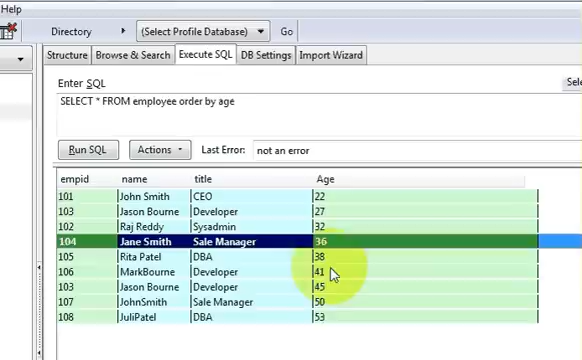 Help
Directory (Select Profile Database) Go
Structure Browse & Search Execute SQL DB Settings Import Wizard
Enter SQL
SELECT * FROM employee order by age
Run SQL Actions Last Error: not an error
empid name title Age
101 John Smith CEO 22
103 Jason Bourne Developer 27
102 Raj Reddy Sysadmin 32
104 Jane Smith Sale Manager 36
105 Rita Patel DBA 38
106 MarkBourne Developer 41
103 Jason Bourne Developer 45
107 JohnSmith Sale Manager 50
108 JuliPatel DBA 53